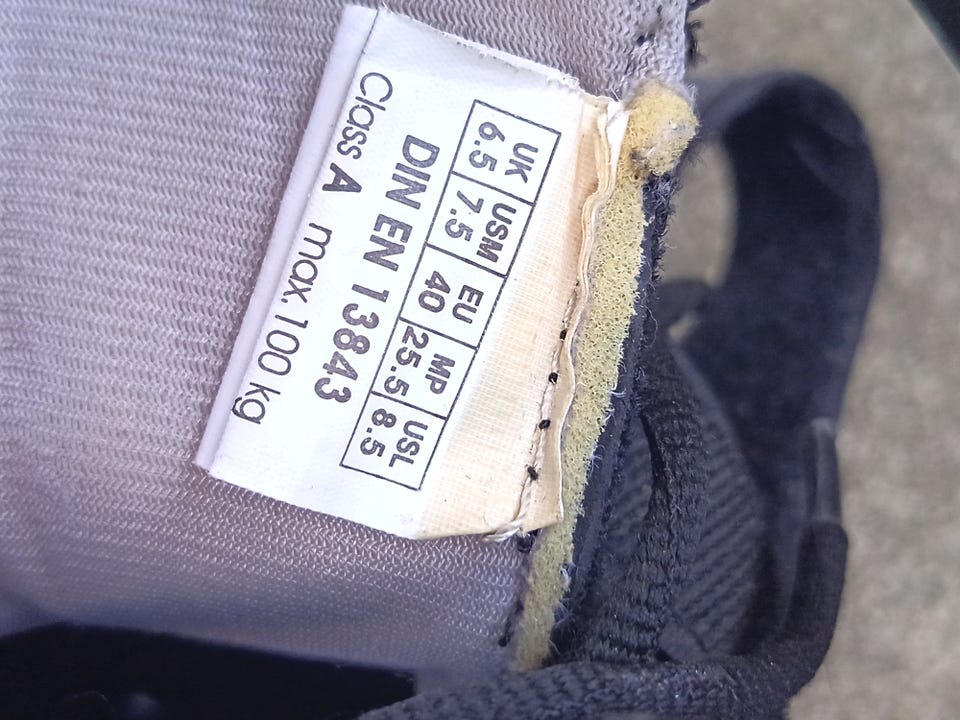 UK USM EU MP USL
6.5 7.5 40 25.5 8.5
DIN EN 13843
Class A max. 100 kg